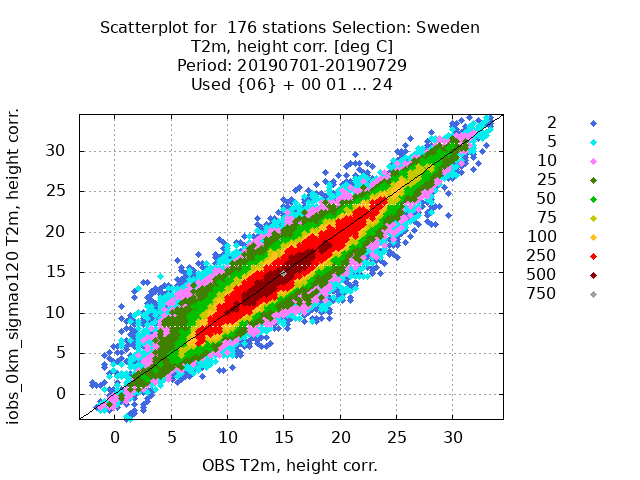 Scatterplot for  176 stations Selection: Sweden
T2m, height corr. [deg C]
Period: 20190701-20190729
Used {06} + 00 01 ... 24
iobs_0km_sigmao120 T2m, height corr.
30
25
20
15
10
5
0
0 5 10 15 20 25 30
OBS T2m, height corr.
2
5
10
25
50
75
100
250
500
750